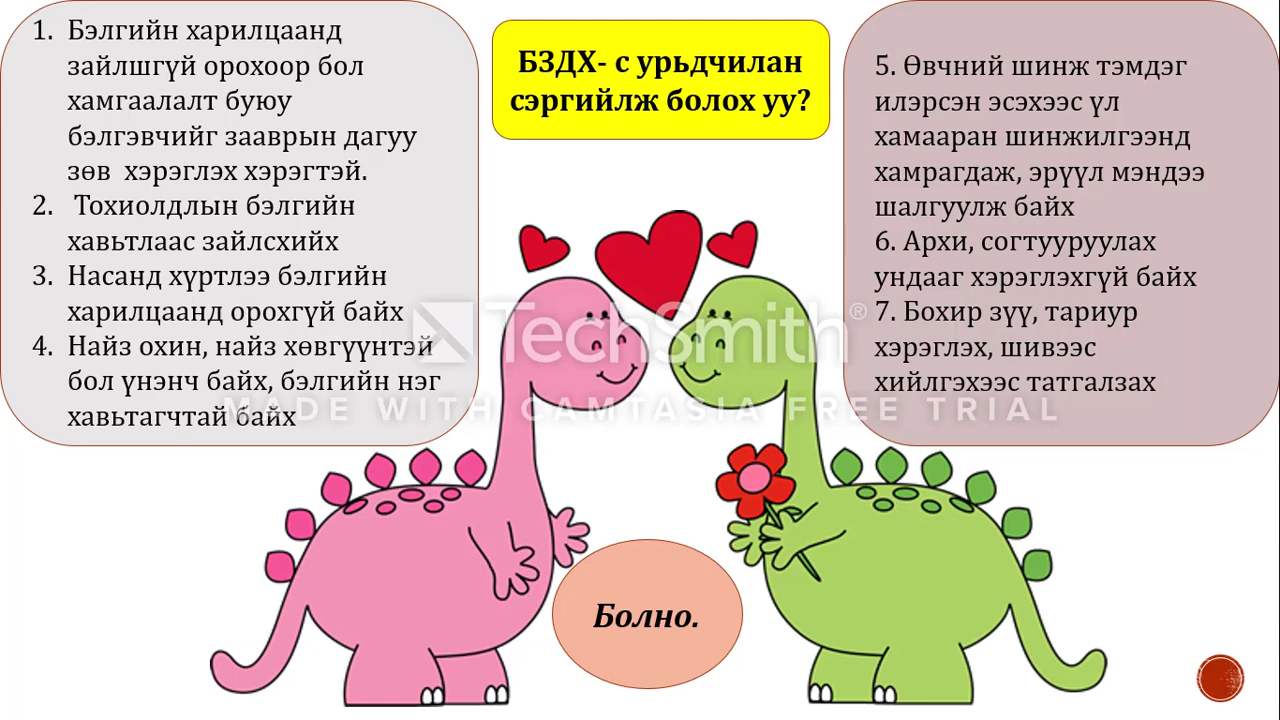 1. Бэлгийн харилцаанд
зайлшгүй орохоор бол
хамгаалалт буюу
бэлгэвчийг зааврын дагуу
зөв хэрэглэх хэрэгтэй.
2. Тохиолдлын бэлгийн
хавьтлаас зайлсхийх
3. Насанд хүртлээ бэлгийн
харилцаанд орохгүй байх
4. Найз охин, найз хөвгүүнтэй
бол үнэнч байх, бэлгийн нэг
хавьтагчтай байх
БЗДХ- с урьдчилан
сэргийлж болох уу?
5. Өвчний шинж тэмдэг
илэрсэн эсэхээс үл
хамааран шинжилгээнд
хамрагдаж, эрүүл мэндээ
шалгуулж байх
6. Архи, согтууруулах
ундааг хэрэглэхгүй байх
7. Бохир зүү, тариур
хэрэглэх, шивээс
хийлгэхээс татгалзах
TechSmith®
MADE WITH CAMTASIA FREE TRIAL
Болно.